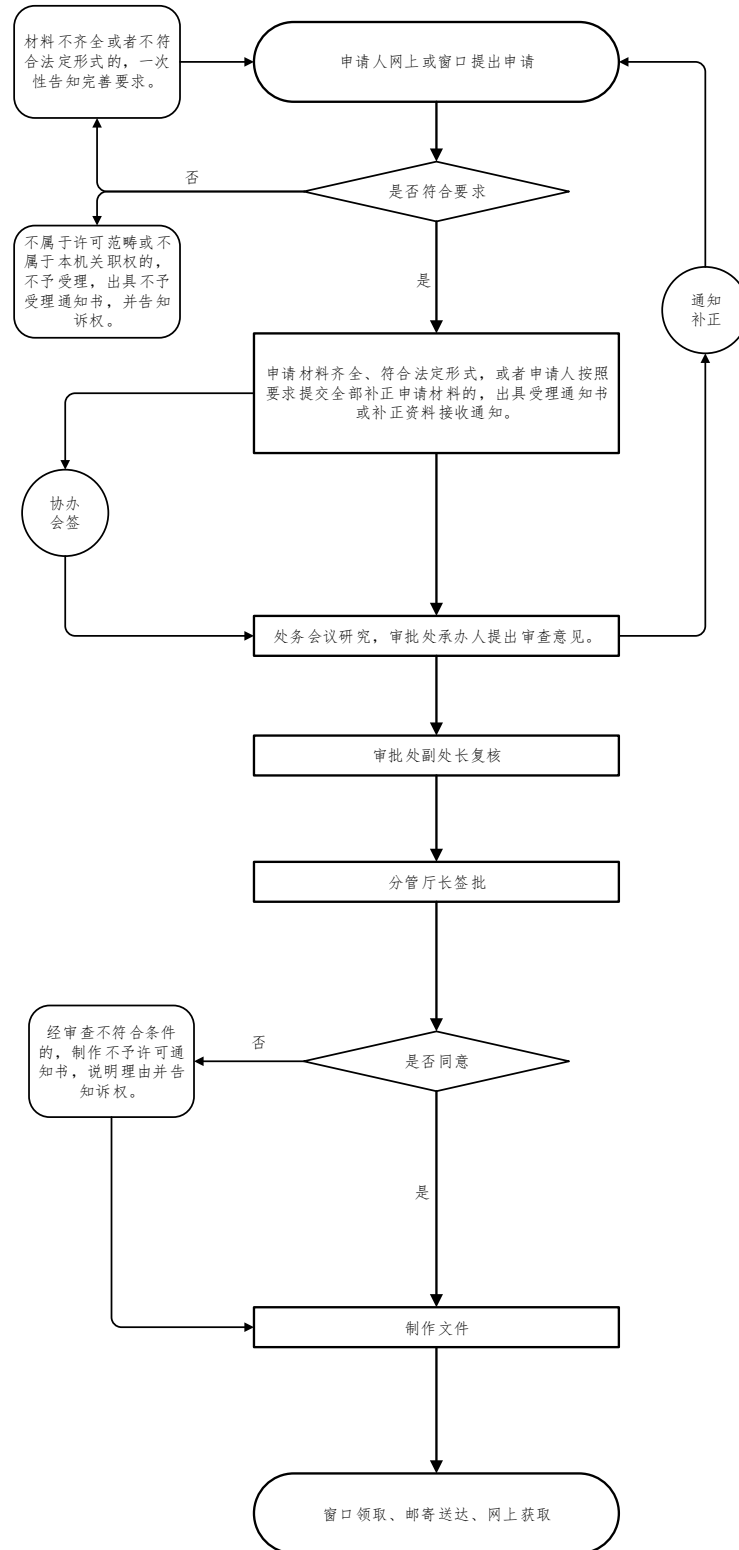 材料不齐全或者不符
合法定形式的，一次
性告知完善要求。
申请人网上或窗口提出申请
否
是否符合要求
不属于许可范畴或不
属于本机关职权的，
不予受理，出具不予
受理通知书，并告知
诉权。
是
通知
补正
申请材料齐全、符合法定形式，或者申请人按照
要求提交全部补正申请材料的，出具受理通知书
或补正资料接收通知。
协办
会签
处务会议研究，审批处承办人提出审查意见。
审批处副处长复核
分管厅长签批
经审查不符合条件
的，制作不予许可通
知书，说明理由并告
知诉权。
否
是否同意
是
制作文件
窗口领取、邮寄送达、网上获取